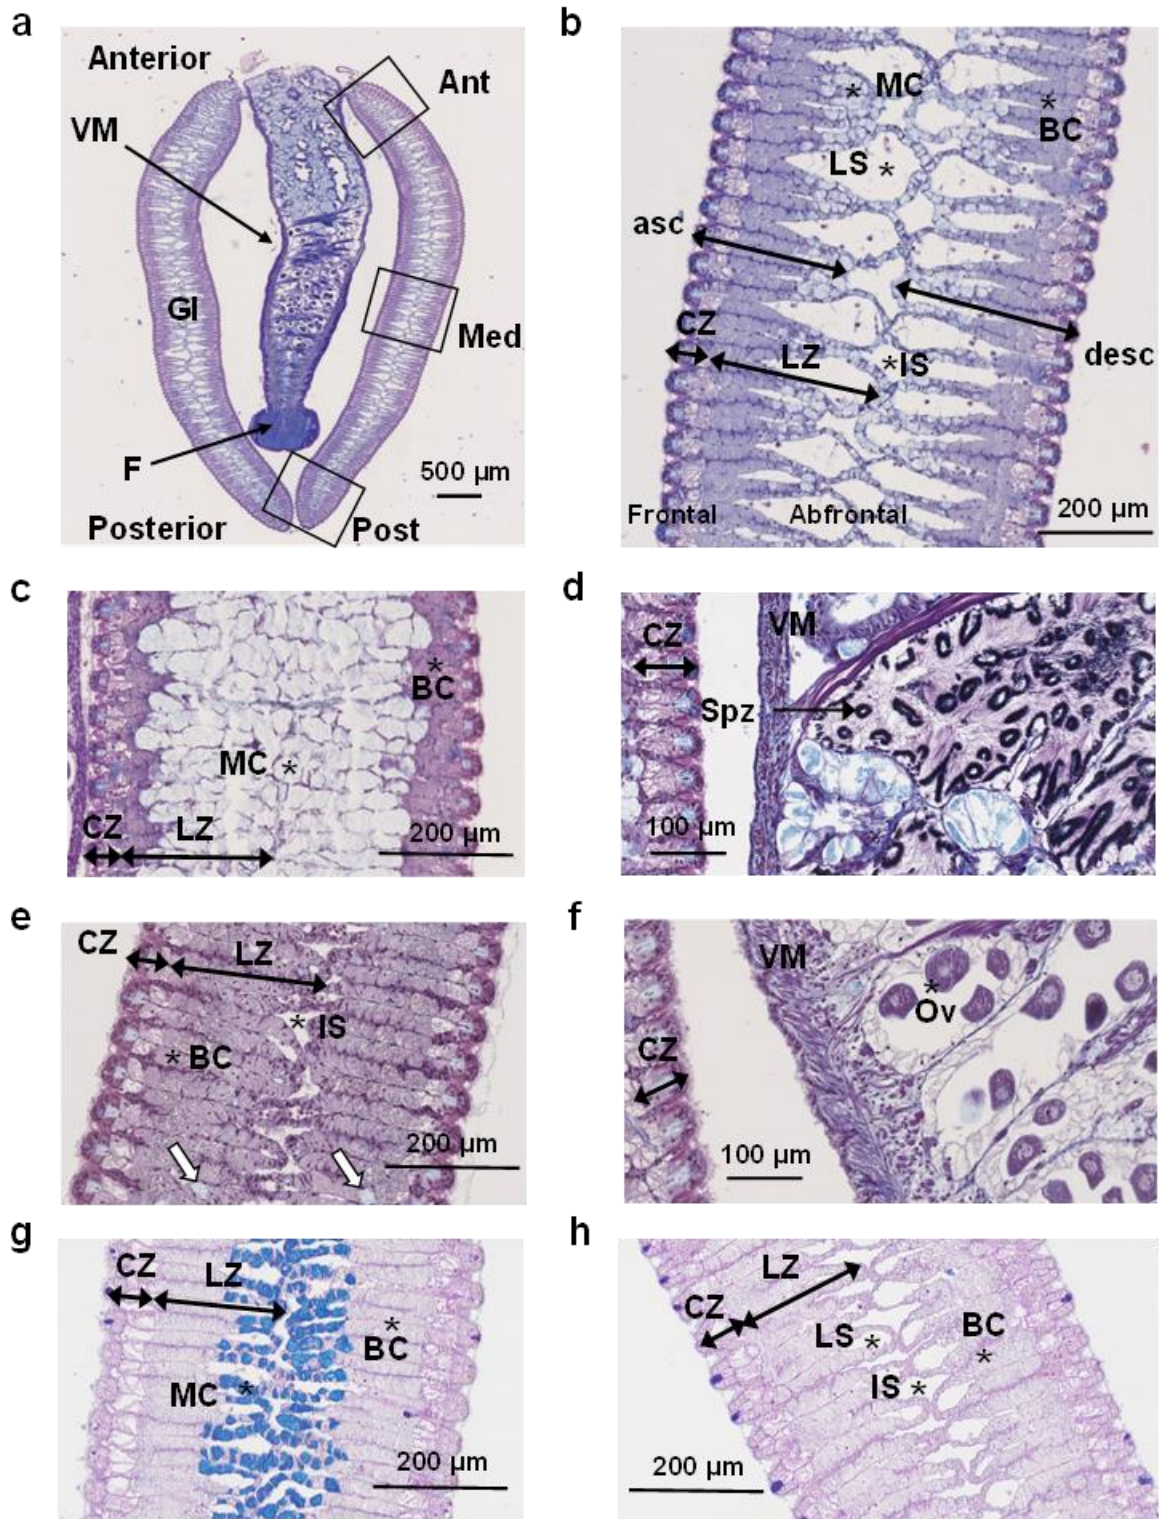 a
Anterior
Ant
VM
Gl
Med
F
500 µm
Posterior
Post
b
MC
* *
BC
LS *
asc
CZ
LZ
*IS
desc
Frontal
Abfrontal
200 µm
c
*
BC
MC *
CZ
LZ
200 µm
d
CZ
VM
Spz
100 µm
e
CZ
LZ
* IS
* BC
200 µm
f
VM
*
Ov
CZ
100 µm
g
CZ
LZ
*
BC
MC *
200 µm
h
LZ
CZ
LS *
BC
*
IS *
200 µm